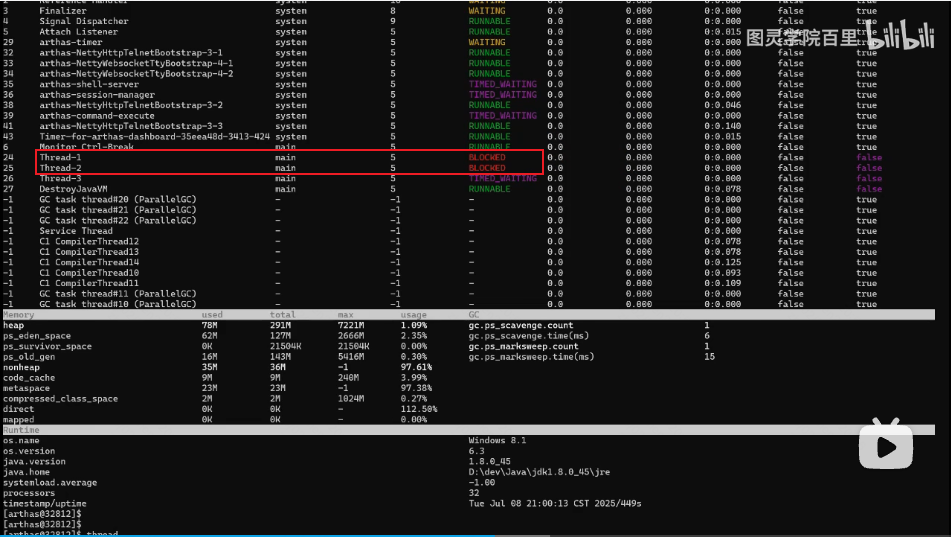 2 Reference Handler system 10 WAITING 0.0 0.000 0:0.000 false true
3 Finalizer system 8 WAITING 0.0 0.000 0:0.000 false true
4 Signal Dispatcher system 9 RUNNABLE 0.0 0.000 0:0.000 false true
5 Attach Listener system 5 RUNNABLE 0.0 0.000 0:0.015 false true
29 arthas-timer system 5 WAITING 0.0 0.000 0:0.000 true
图灵学院百里 bilibili
32 arthas-NettyHttpTelnetBootstrap-3-1 system 5 RUNNABLE 0.0 0.000 0:0.000 false true
33 arthas-NettyWebsocketTtyBootstrap-4-1 system 5 RUNNABLE 0.0 0.000 0:0.000 false true
34 arthas-NettyWebsocketTtyBootstrap-4-2 system 5 RUNNABLE 0.0 0.000 0:0.000 false true
35 arthas-shell-server system 5 TIMED_WAITING 0.0 0.000 0:0.000 false true
36 arthas-session-manager system 5 TIMED_WAITING 0.0 0.000 0:0.000 false true
38 arthas-NettyHttpTelnetBootstrap-3-2 system 5 RUNNABLE 0.0 0.000 0:0.046 false true
39 arthas-command-execute system 5 TIMED_WAITING 0.0 0.000 0:0.000 false true
41 arthas-NettyHttpTelnetBootstrap-3-3 system 5 RUNNABLE 0.0 0.000 0:0.140 false true
43 Timer-for-arthas-dashboard-35eea48d-3413-424 system 5 RUNNABLE 0.0 0.000 0:0.015 false true
6 Monitor Ctrl-Break main 5 RUNNABLE 0.0 0.000 0:0.000 false true
24 Thread-1 main 5 BLOCKED 0.0 0.000 0:0.000 false false
25 Thread-2 main 5 BLOCKED 0.0 0.000 0:0.000 false false
26 Thread-3 main 5 TIMED_WAITING 0.0 0.000 0:0.000 false false
27 DestroyJavaVM main 5 RUNNABLE 0.0 0.000 0:0.078 false false
-1 GC task thread#20 (ParallelGC) - -1 - 0.0 0.000 0:0.000 false true
-1 GC task thread#21 (ParallelGC) - -1 - 0.0 0.000 0:0.000 false true
-1 GC task thread#22 (ParallelGC) - -1 - 0.0 0.000 0:0.000 false true
-1 Service Thread - -1 - 0.0 0.000 0:0.000 false true
-1 C1 CompilerThread12 - -1 - 0.0 0.000 0:0.078 false true
-1 C1 CompilerThread13 - -1 - 0.0 0.000 0:0.078 false true
-1 C1 CompilerThread14 - -1 - 0.0 0.000 0:0.125 false true
-1 C1 CompilerThread10 - -1 - 0.0 0.000 0:0.093 false true
-1 C1 CompilerThread11 - -1 - 0.0 0.000 0:0.109 false true
-1 GC task thread#11 (ParallelGC) - -1 - 0.0 0.000 0:0.000 false true
-1 GC task thread#10 (ParallelGC) - -1 - 0.0 0.000 0:0.000 false true
Memory used total max usage GC
heap 78M 291M 7221M 1.09% gc.ps_scavenge.count 1
ps_eden_space 62M 127M 2666M 2.35% gc.ps_scavenge.time(ms) 6
ps_survivor_space 0K 21504K 21504K 0.00% gc.ps_marksweep.count 1
ps_old_gen 16M 143M 5416M 0.30% gc.ps_marksweep.time(ms) 15
nonheap 35M 36M -1 97.61%
code_cache 9M 9M 240M 3.99%
metaspace 23M 23M -1 97.38%
compressed_class_space 2M 2M 1024M 0.27%
direct 0K 0K - 112.50%
mapped 0K 0K - 0.00%
Runtime
os.name Windows 8.1
os.version 6.3
java.version 1.8.0_45
java.home D:\dev\Java\jdk1.8.0_45\jre
systemload.average -1.00
processors 32
timestamp/uptime Tue Jul 08 21:00:13 CST 2025/449s
[arthas@32812]$
[arthas@32812]$
[arthas@32812]$ thread